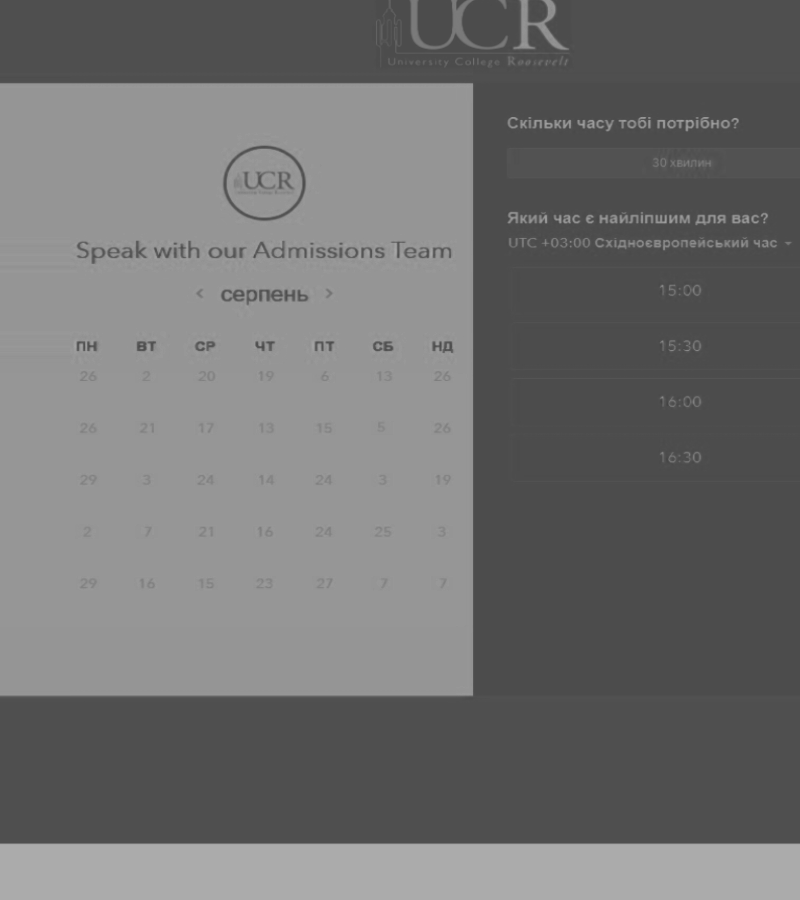 UCR
University College Roosevelt
UCR
Speak with our Admissions Team
< серпень >
ПН ВТ СР ЧТ ПТ СБ НД
26 2 20 19 6 13 26
26 21 17 13 15 5 26
29 3 24 14 24 3 19
2 7 21 16 24 25 3
29 16 15 23 27 7 7
Скільки часу тобі потрібно?
30 хвилин
Який час є найліпшим для вас?
UTC +03:00 Східноєвропейський час
15:00
15:30
16:00
16:30